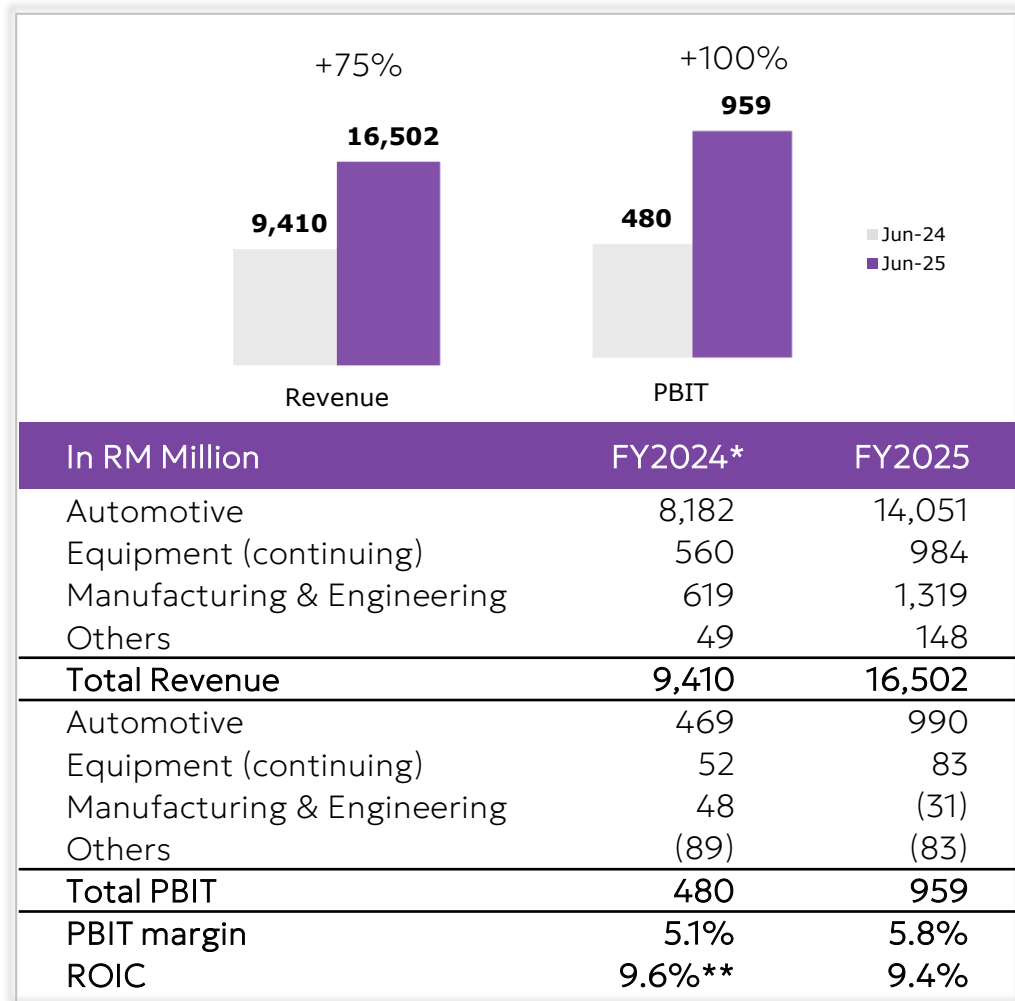 +75%
+100%
9,410
16,502
480
959
Jun-24
Jun-25
Revenue
PBIT
In RM Million FY2024* FY2025
Automotive 8,182 14,051
Equipment (continuing) 560 984
Manufacturing & Engineering 619 1,319
Others 49 148
Total Revenue 9,410 16,502
Automotive 469 990
Equipment (continuing) 52 83
Manufacturing & Engineering 48 (31)
Others (89) (83)
Total PBIT 480 959
PBIT margin 5.1% 5.8%
ROIC 9.6%** 9.4%